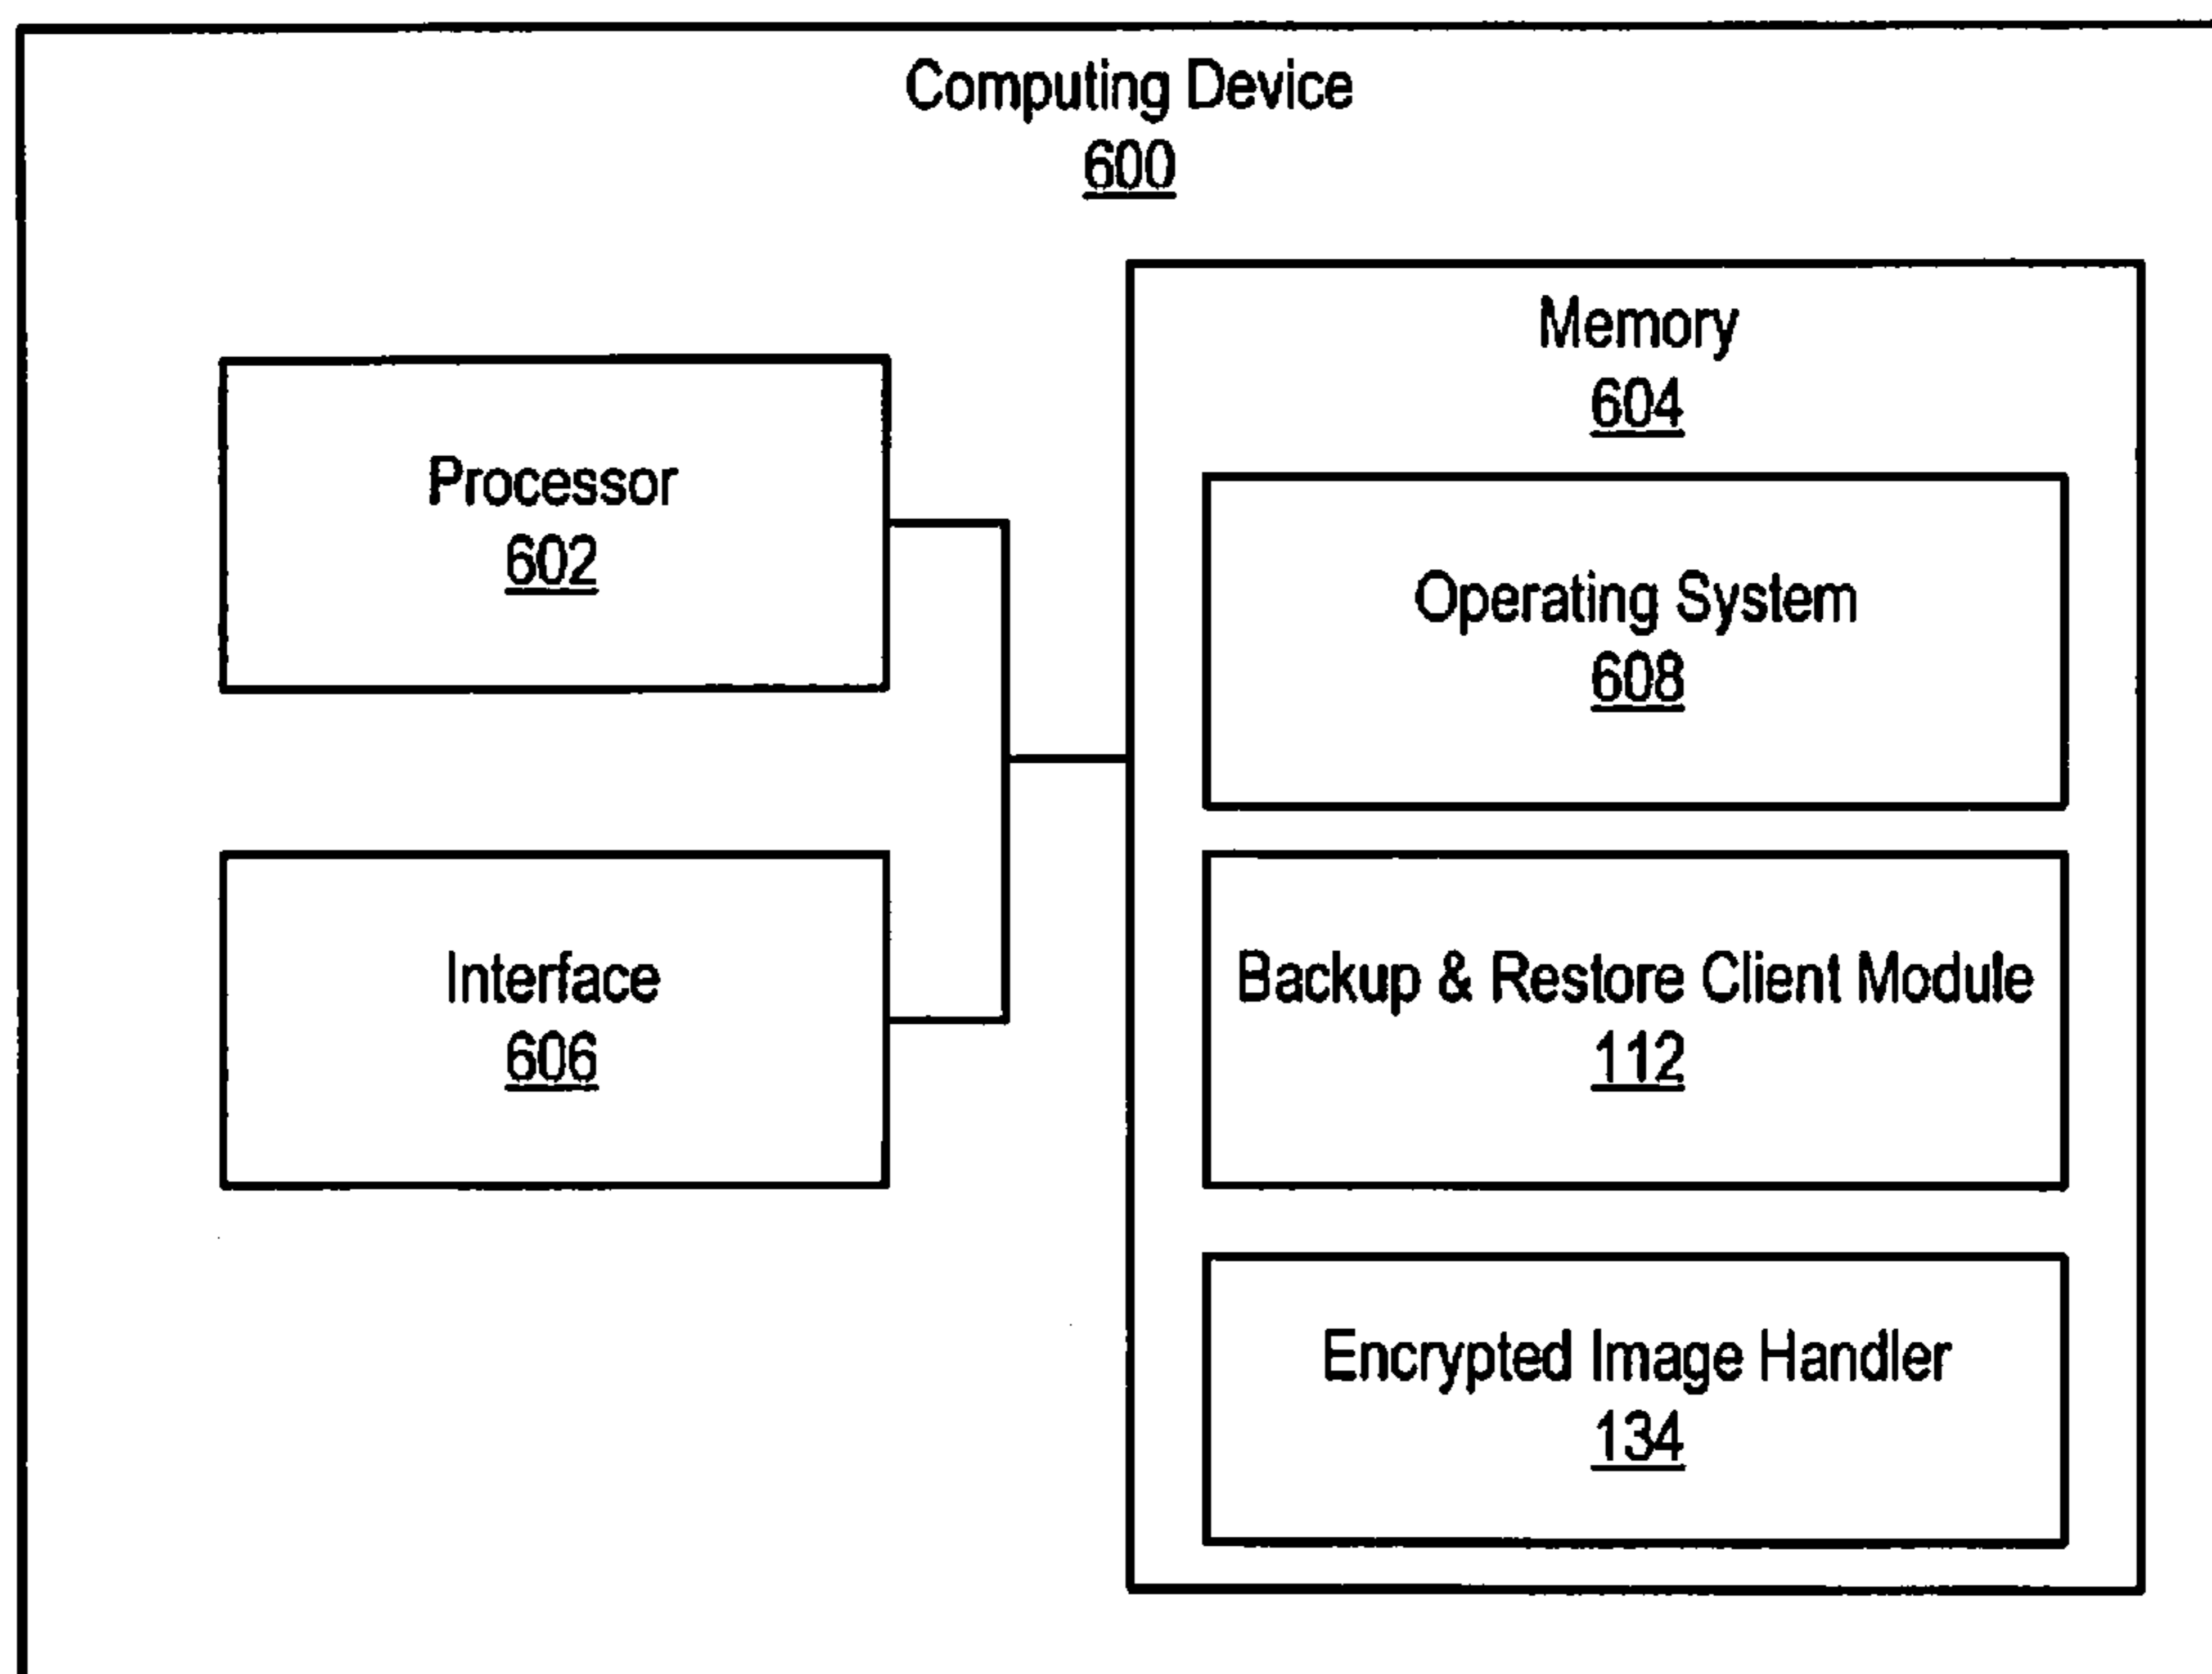 Computing Device
600
Memory
604
Processor
602
Operating System
608
Interface
606
Backup & Restore Client Module
112
Encrypted Image Handler
134